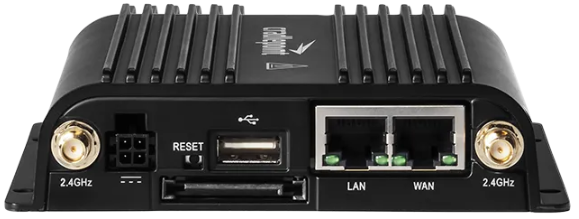 cradlepoint
RESET
2.4GHz
LAN
WAN
2.4GHz